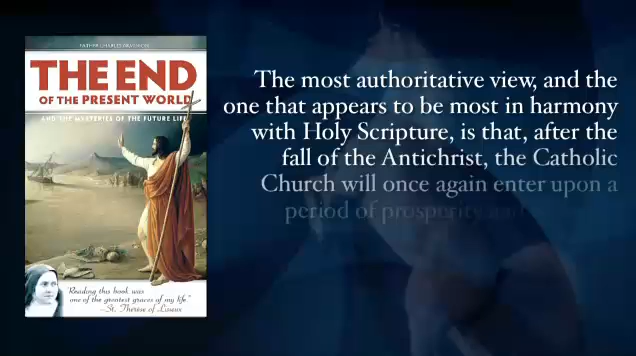 FATHER CHARLES ARMINJON
THE END
OF THE PRESENT WORLD
AND THE MYSTERIES OF THE FUTURE LIFE
"Reading this book was
one of the greatest graces of my life."
—St. Thérèse of Lisieux
The most authoritative view, and the
one that appears to be most in harmony
with Holy Scripture, is that, after the
fall of the Antichrist, the Catholic
Church will once again enter upon a
period of prosperity and